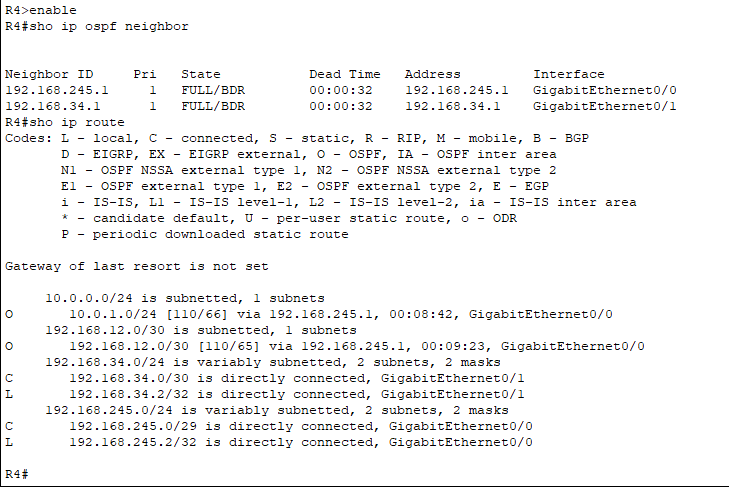 R4>enable
R4#sho ip ospf neighbor
Neighbor ID     Pri   State           Dead Time   Address         Interface
192.168.245.1     1   FULL/BDR        00:00:32    192.168.245.1   GigabitEthernet0/0
192.168.34.1      1   FULL/BDR        00:00:32    192.168.34.1    GigabitEthernet0/1
R4#sho ip route
Codes: L - local, C - connected, S - static, R - RIP, M - mobile, B - BGP
       D - EIGRP, EX - EIGRP external, O - OSPF, IA - OSPF inter area
       N1 - OSPF NSSA external type 1, N2 - OSPF NSSA external type 2
       E1 - OSPF external type 1, E2 - OSPF external type 2, E - EGP
       i - IS-IS, L1 - IS-IS level-1, L2 - IS-IS level-2, ia - IS-IS inter area
       * - candidate default, U - per-user static route, o - ODR
       P - periodic downloaded static route
Gateway of last resort is not set
     10.0.0.0/24 is subnetted, 1 subnets
O       10.0.1.0/24 [110/66] via 192.168.245.1, 00:08:42, GigabitEthernet0/0
     192.168.12.0/30 is subnetted, 1 subnets
O       192.168.12.0/30 [110/65] via 192.168.245.1, 00:09:23, GigabitEthernet0/0
     192.168.34.0/24 is variably subnetted, 2 subnets, 2 masks
C       192.168.34.0/30 is directly connected, GigabitEthernet0/1
L       192.168.34.2/32 is directly connected, GigabitEthernet0/1
     192.168.245.0/24 is variably subnetted, 2 subnets, 2 masks
C       192.168.245.0/29 is directly connected, GigabitEthernet0/0
L       192.168.245.2/32 is directly connected, GigabitEthernet0/0
R4#